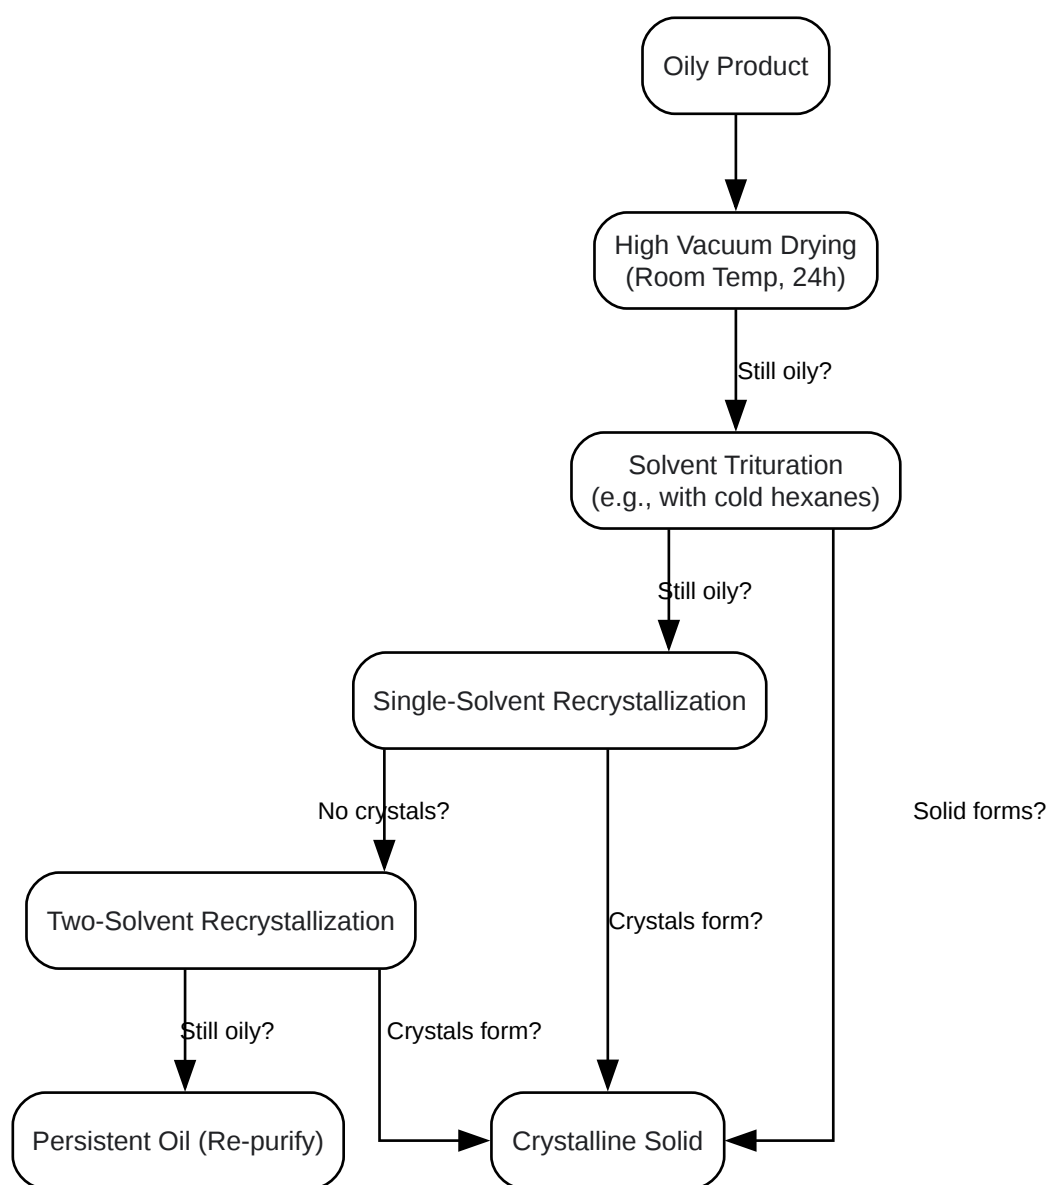 Oily Product
High Vacuum Drying
(Room Temp, 24h)
Still oily?
Solvent Trituration
(e.g., with cold hexanes)
Still oily?
Single-Solvent Recrystallization
No crystals?
Solid forms?
Two-Solvent Recrystallization
Crystals form?
Still oily?
Crystals form?
Persistent Oil (Re-purify)
Crystalline Solid